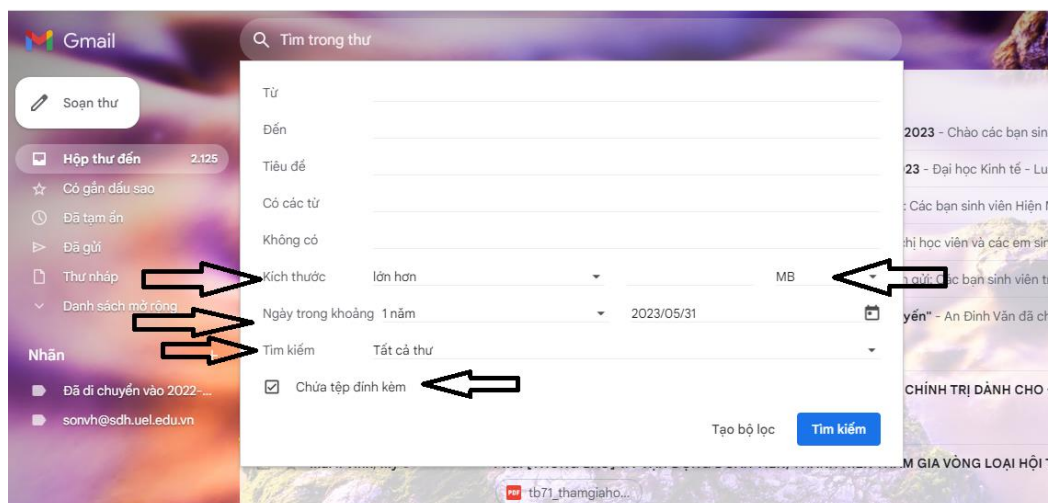 Gmail
Tìm trong thư
Soạn thư
Hộp thư đến 2.125
Có gắn dấu sao
Đã tạm ẩn
Đã gửi
Thư nháp
Danh sách mở rộng
Nhãn
Đã di chuyển vào 2022-...
sonvh@sdh.uel.edu.vn
Từ
Đến
Tiêu đề
Có các từ
Không có
Kích thước lớn hơn MB
Ngày trong khoảng 1 năm 2023/05/31
Tìm kiếm Tất cả thư
Chứa tệp đính kèm
Tạo bộ lọc Tìm kiếm
2023 - Chào các bạn sin
23 - Đại học Kinh tế - Lu
: Các bạn sinh viên Hiện
chị học viên và các em sin
gửi: Các bạn sinh viên
yến" - An Đinh Văn đã ch
CHÍNH TRỊ DÀNH CHO
GIA VÒNG LOẠI HỘI
PDF tb71_thamgiaho...